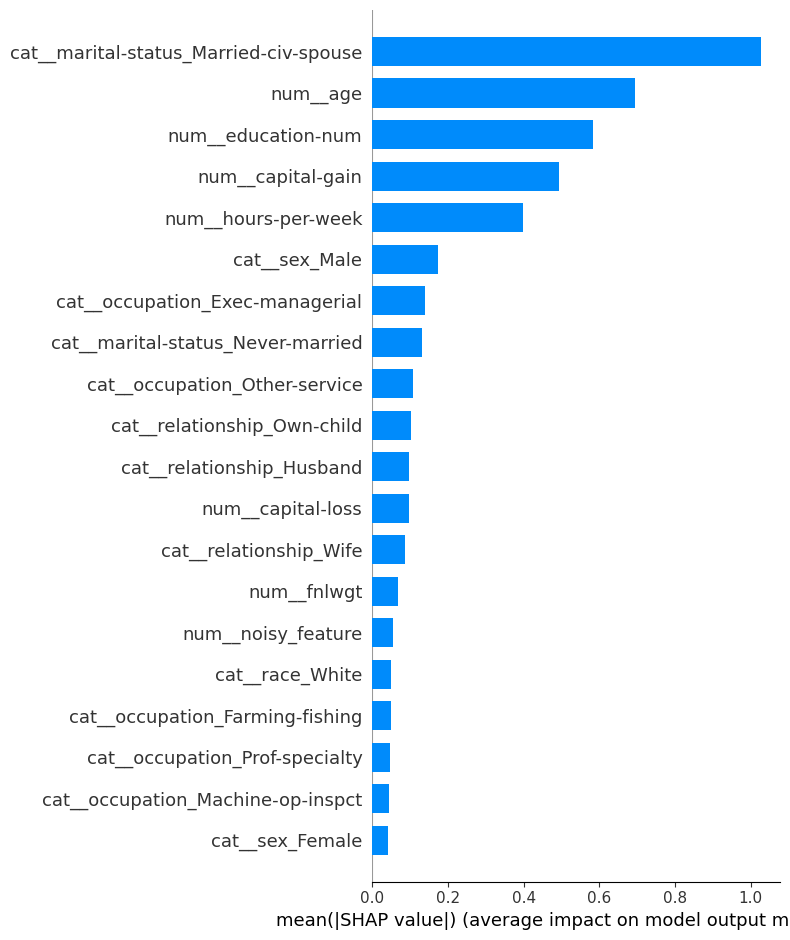 cat__marital-status_Married-civ-spouse
num__age
num__education-num
num__capital-gain
num__hours-per-week
cat__sex_Male
cat__occupation_Exec-managerial
cat__marital-status_Never-married
cat__occupation_Other-service
cat__relationship_Own-child
cat__relationship_Husband
num__capital-loss
cat__relationship_Wife
num__fnlwgt
num__noisy_feature
cat__race_White
cat__occupation_Farming-fishing
cat__occupation_Prof-specialty
cat__occupation_Machine-op-inspct
cat__sex_Female
0.0 0.2 0.4 0.6 0.8 1.0
mean(|SHAP value|) (average impact on model output m